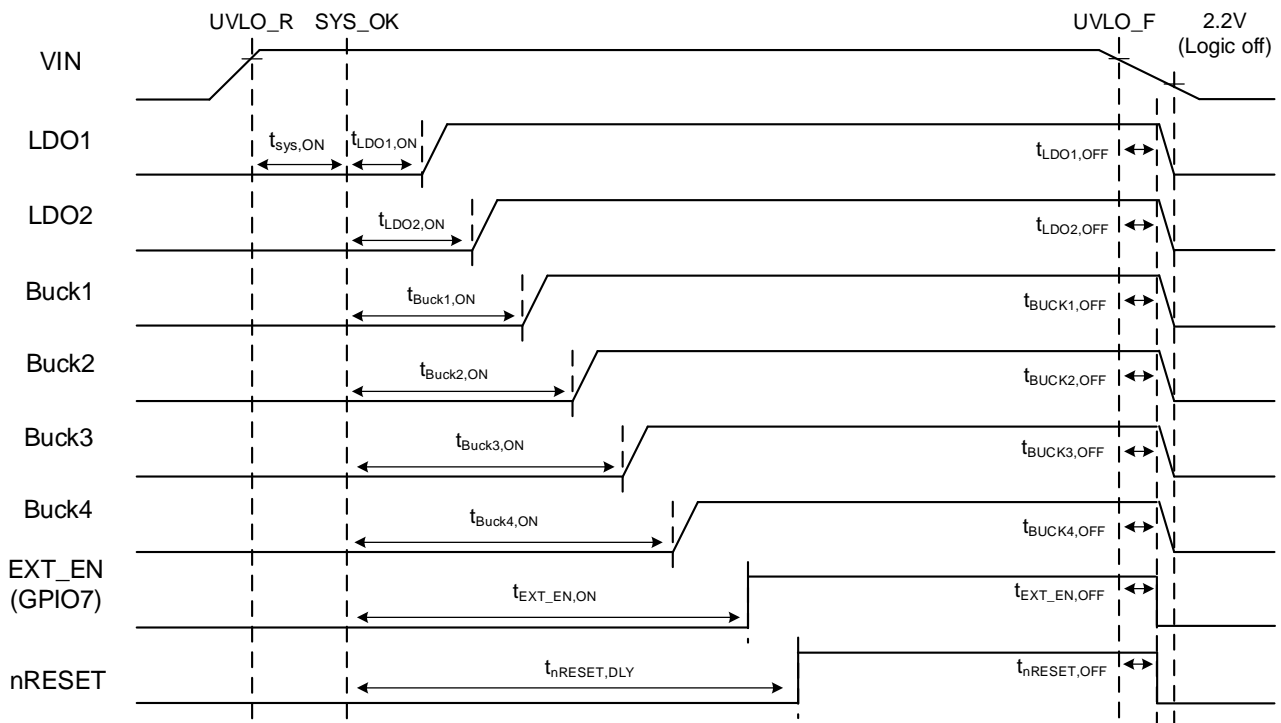 UVLO_R SYS_OK UVLO_F 2.2V
(Logic off)
VIN
LDO1 tsys,ON tLDO1,ON tLDO1,OFF
LDO2 tLDO2,ON tLDO2,OFF
Buck1 tBuck1,ON tBUCK1,OFF
Buck2 tBuck2,ON tBUCK2,OFF
Buck3 tBuck3,ON tBUCK3,OFF
Buck4 tBuck4,ON tBUCK4,OFF
EXT_EN
(GPIO7) tEXT_EN,ON tEXT_EN,OFF
nRESET tnRESET,DLY tnRESET,OFF